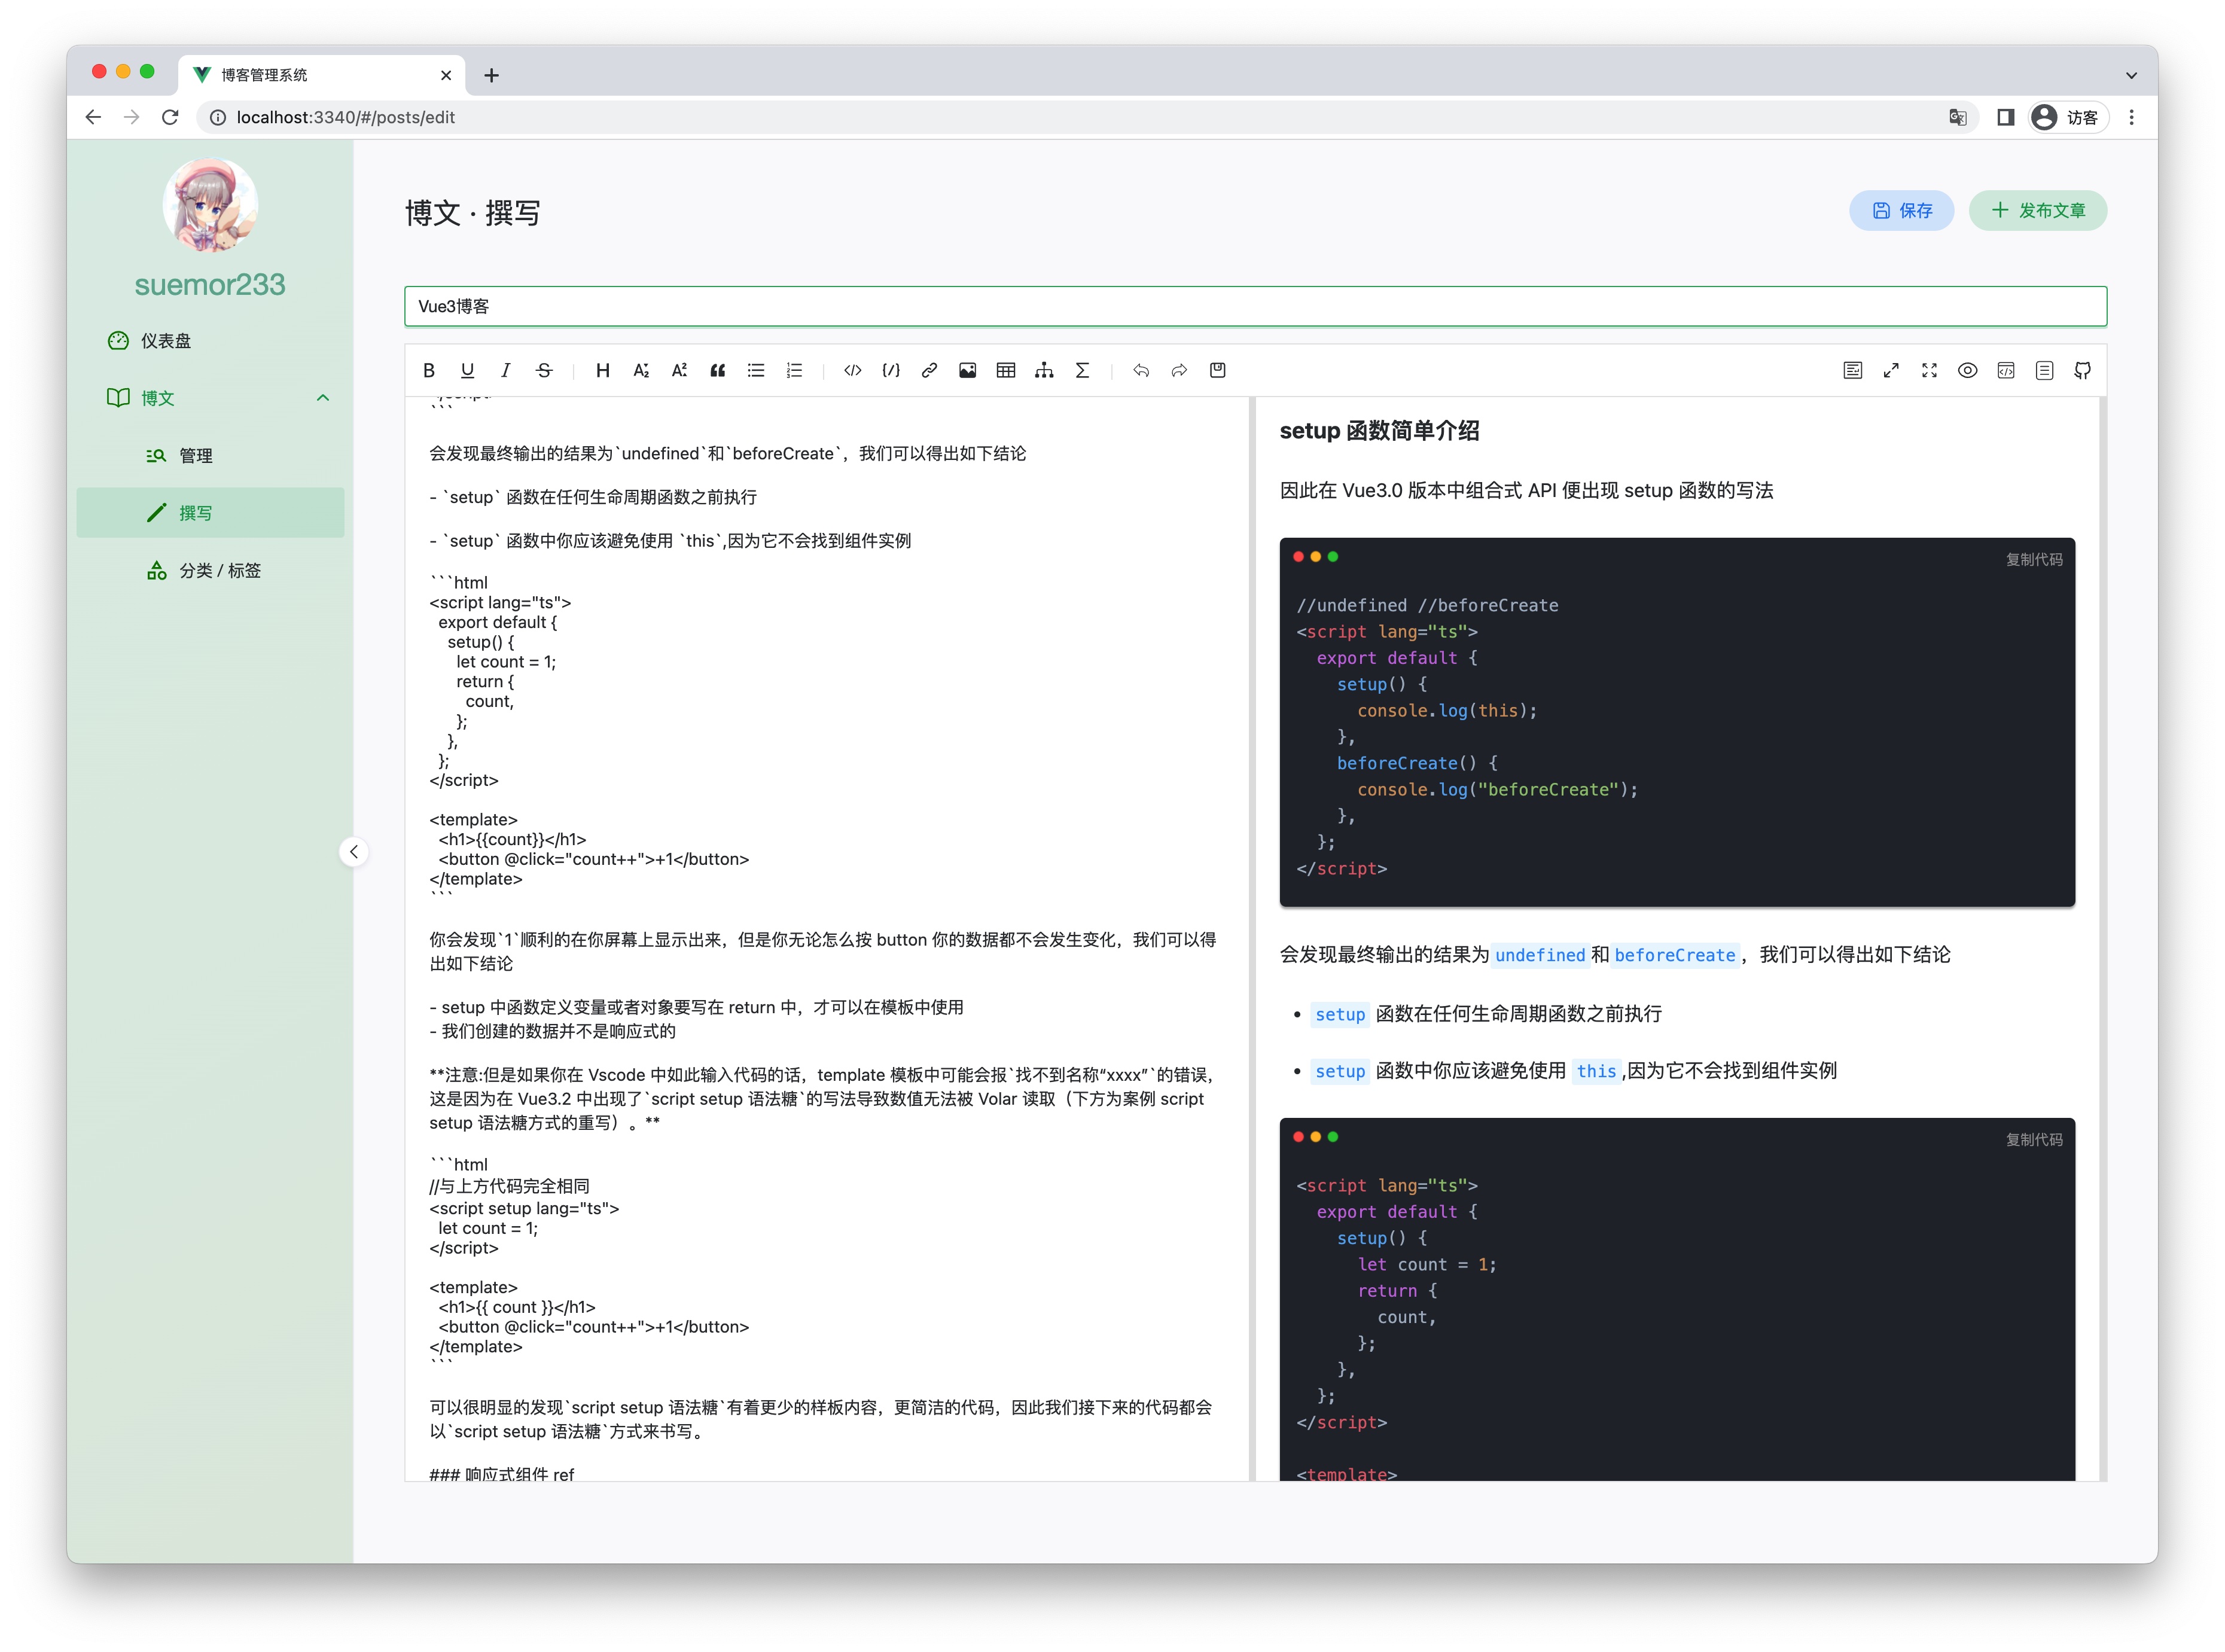 博客管理系统
localhost:3340/#/posts/edit
访客
suemor233
仪表盘
博文
管理
撰写
分类 / 标签
博文 · 撰写
保存
发布文章
Vue3博客
```
会发现最终输出的结果为`undefined`和`beforeCreate`，我们可以得出如下结论
- `setup` 函数在任何生命周期函数之前执行
- `setup` 函数中你应该避免使用 `this`,因为它不会找到组件实例
```html
<script lang="ts">
  export default {
    setup() {
      let count = 1;
      return {
        count,
      };
    },
  };
</script>
<template>
  <h1>{{count}}</h1>
  <button @click="count++">+1</button>
</template>
```
你会发现`1`顺利的在你屏幕上显示出来，但是你无论怎么按 button 你的数据都不会发生变化，我们可以得
出如下结论
- setup 中函数定义变量或者对象要写在 return 中，才可以在模板中使用
- 我们创建的数据并不是响应式的
**注意:但是如果你在 Vscode 中如此输入代码的话，template 模板中可能会报`找不到名称“xxxx”`的错误，
这是因为在 Vue3.2 中出现了`script setup 语法糖`的写法导致数值无法被 Volar 读取（下方为案例 script
setup 语法糖方式的重写）。**
```html
//与上方代码完全相同
<script setup lang="ts">
  let count = 1;
</script>
<template>
  <h1>{{ count }}</h1>
  <button @click="count++">+1</button>
</template>
```
可以很明显的发现`script setup 语法糖`有着更少的样板内容，更简洁的代码，因此我们接下来的代码都会
以`script setup 语法糖`方式来书写。
### 响应式组件 ref
setup 函数简单介绍
因此在 Vue3.0 版本中组合式 API 便出现 setup 函数的写法
复制代码
//undefined //beforeCreate
<script lang="ts">
  export default {
    setup() {
      console.log(this);
    },
    beforeCreate() {
      console.log("beforeCreate");
    },
  };
</script>
会发现最终输出的结果为undefined和beforeCreate，我们可以得出如下结论
• setup 函数在任何生命周期函数之前执行
• setup 函数中你应该避免使用 this,因为它不会找到组件实例
复制代码
<script lang="ts">
  export default {
    setup() {
      let count = 1;
      return {
        count,
      };
    },
  };
</script>
<template>